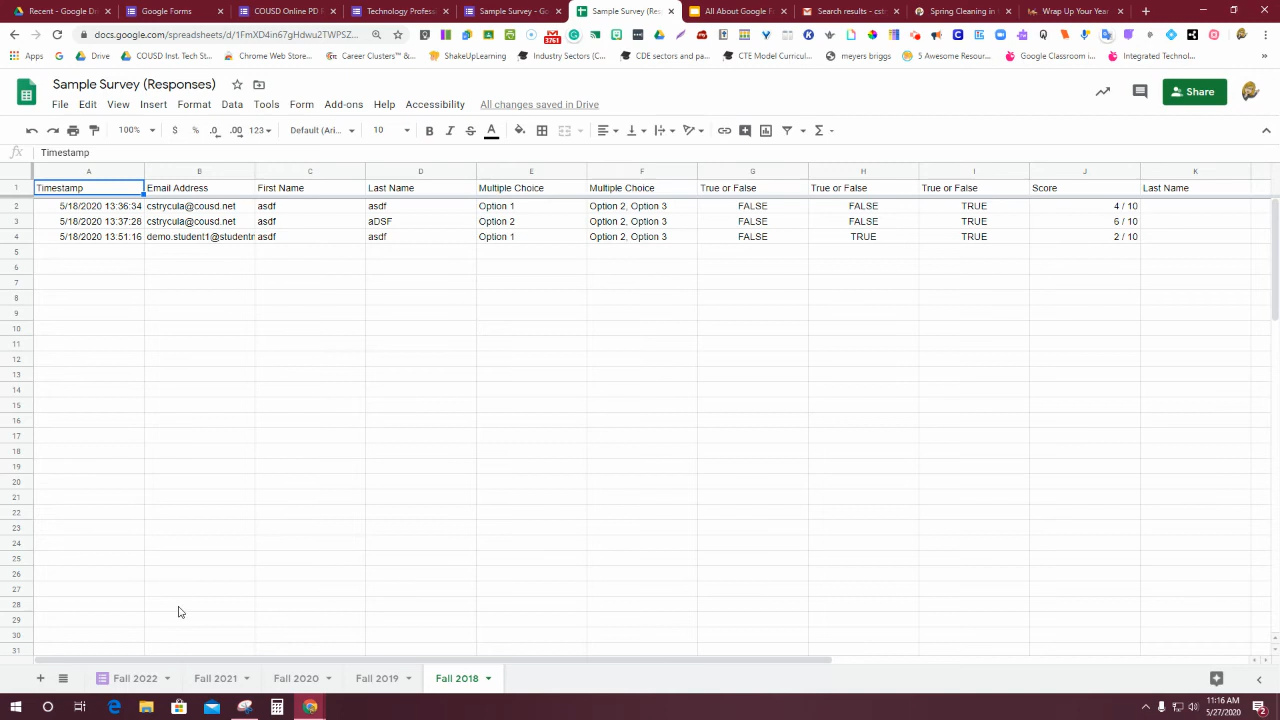 Recent - Google Dr
Google Forms
COUSD Online PD F
Technology Profess
Sample Survey - Go
Sample Survey (Res
All About Google F
Search results - cst
Spring Cleaning in
Wrap Up Your Year
docs.google.com/spreadsheets/d/1FmXD4in67gHdwu2TWPSZ...
3761
Apps
Drive
COUSD Inst. Tech S...
Chrome Web Store...
Career Clusters™ &...
ShakeUpLearning
Industry Sectors (C...
CDE sectors and pa...
CTE Model Curricul...
meyers briggs
5 Awesome Resour...
Google Classroom i...
Integrated Technol...
Sample Survey (Responses)
File Edit View Insert Format Data Tools Form Add-ons Help Accessibility All changes saved in Drive
Share
100% $ % .0 .00 123 Default (Ari... 10 B I S A
fx Timestamp
A B C D E F G H I J K
1 Timestamp Email Address First Name Last Name Multiple Choice Multiple Choice True or False True or False True or False Score Last Name
2 5/18/2020 13:36:34 cstrycula@cousd.net asdf asdf Option 1 Option 2, Option 3 FALSE FALSE TRUE 4 / 10
3 5/18/2020 13:37:28 cstrycula@cousd.net asdf aDSF Option 2 Option 2, Option 3 FALSE FALSE TRUE 6 / 10
4 5/18/2020 13:51:16 demo.student1@studentn asdf asdf Option 1 Option 2, Option 3 FALSE TRUE TRUE 2 / 10
5
6
7
8
9
10
11
12
13
14
15
16
17
18
19
20
21
22
23
24
25
26
27
28
29
30
31
Fall 2022 Fall 2021 Fall 2020 Fall 2019 Fall 2018
11:16 AM
5/27/2020
2